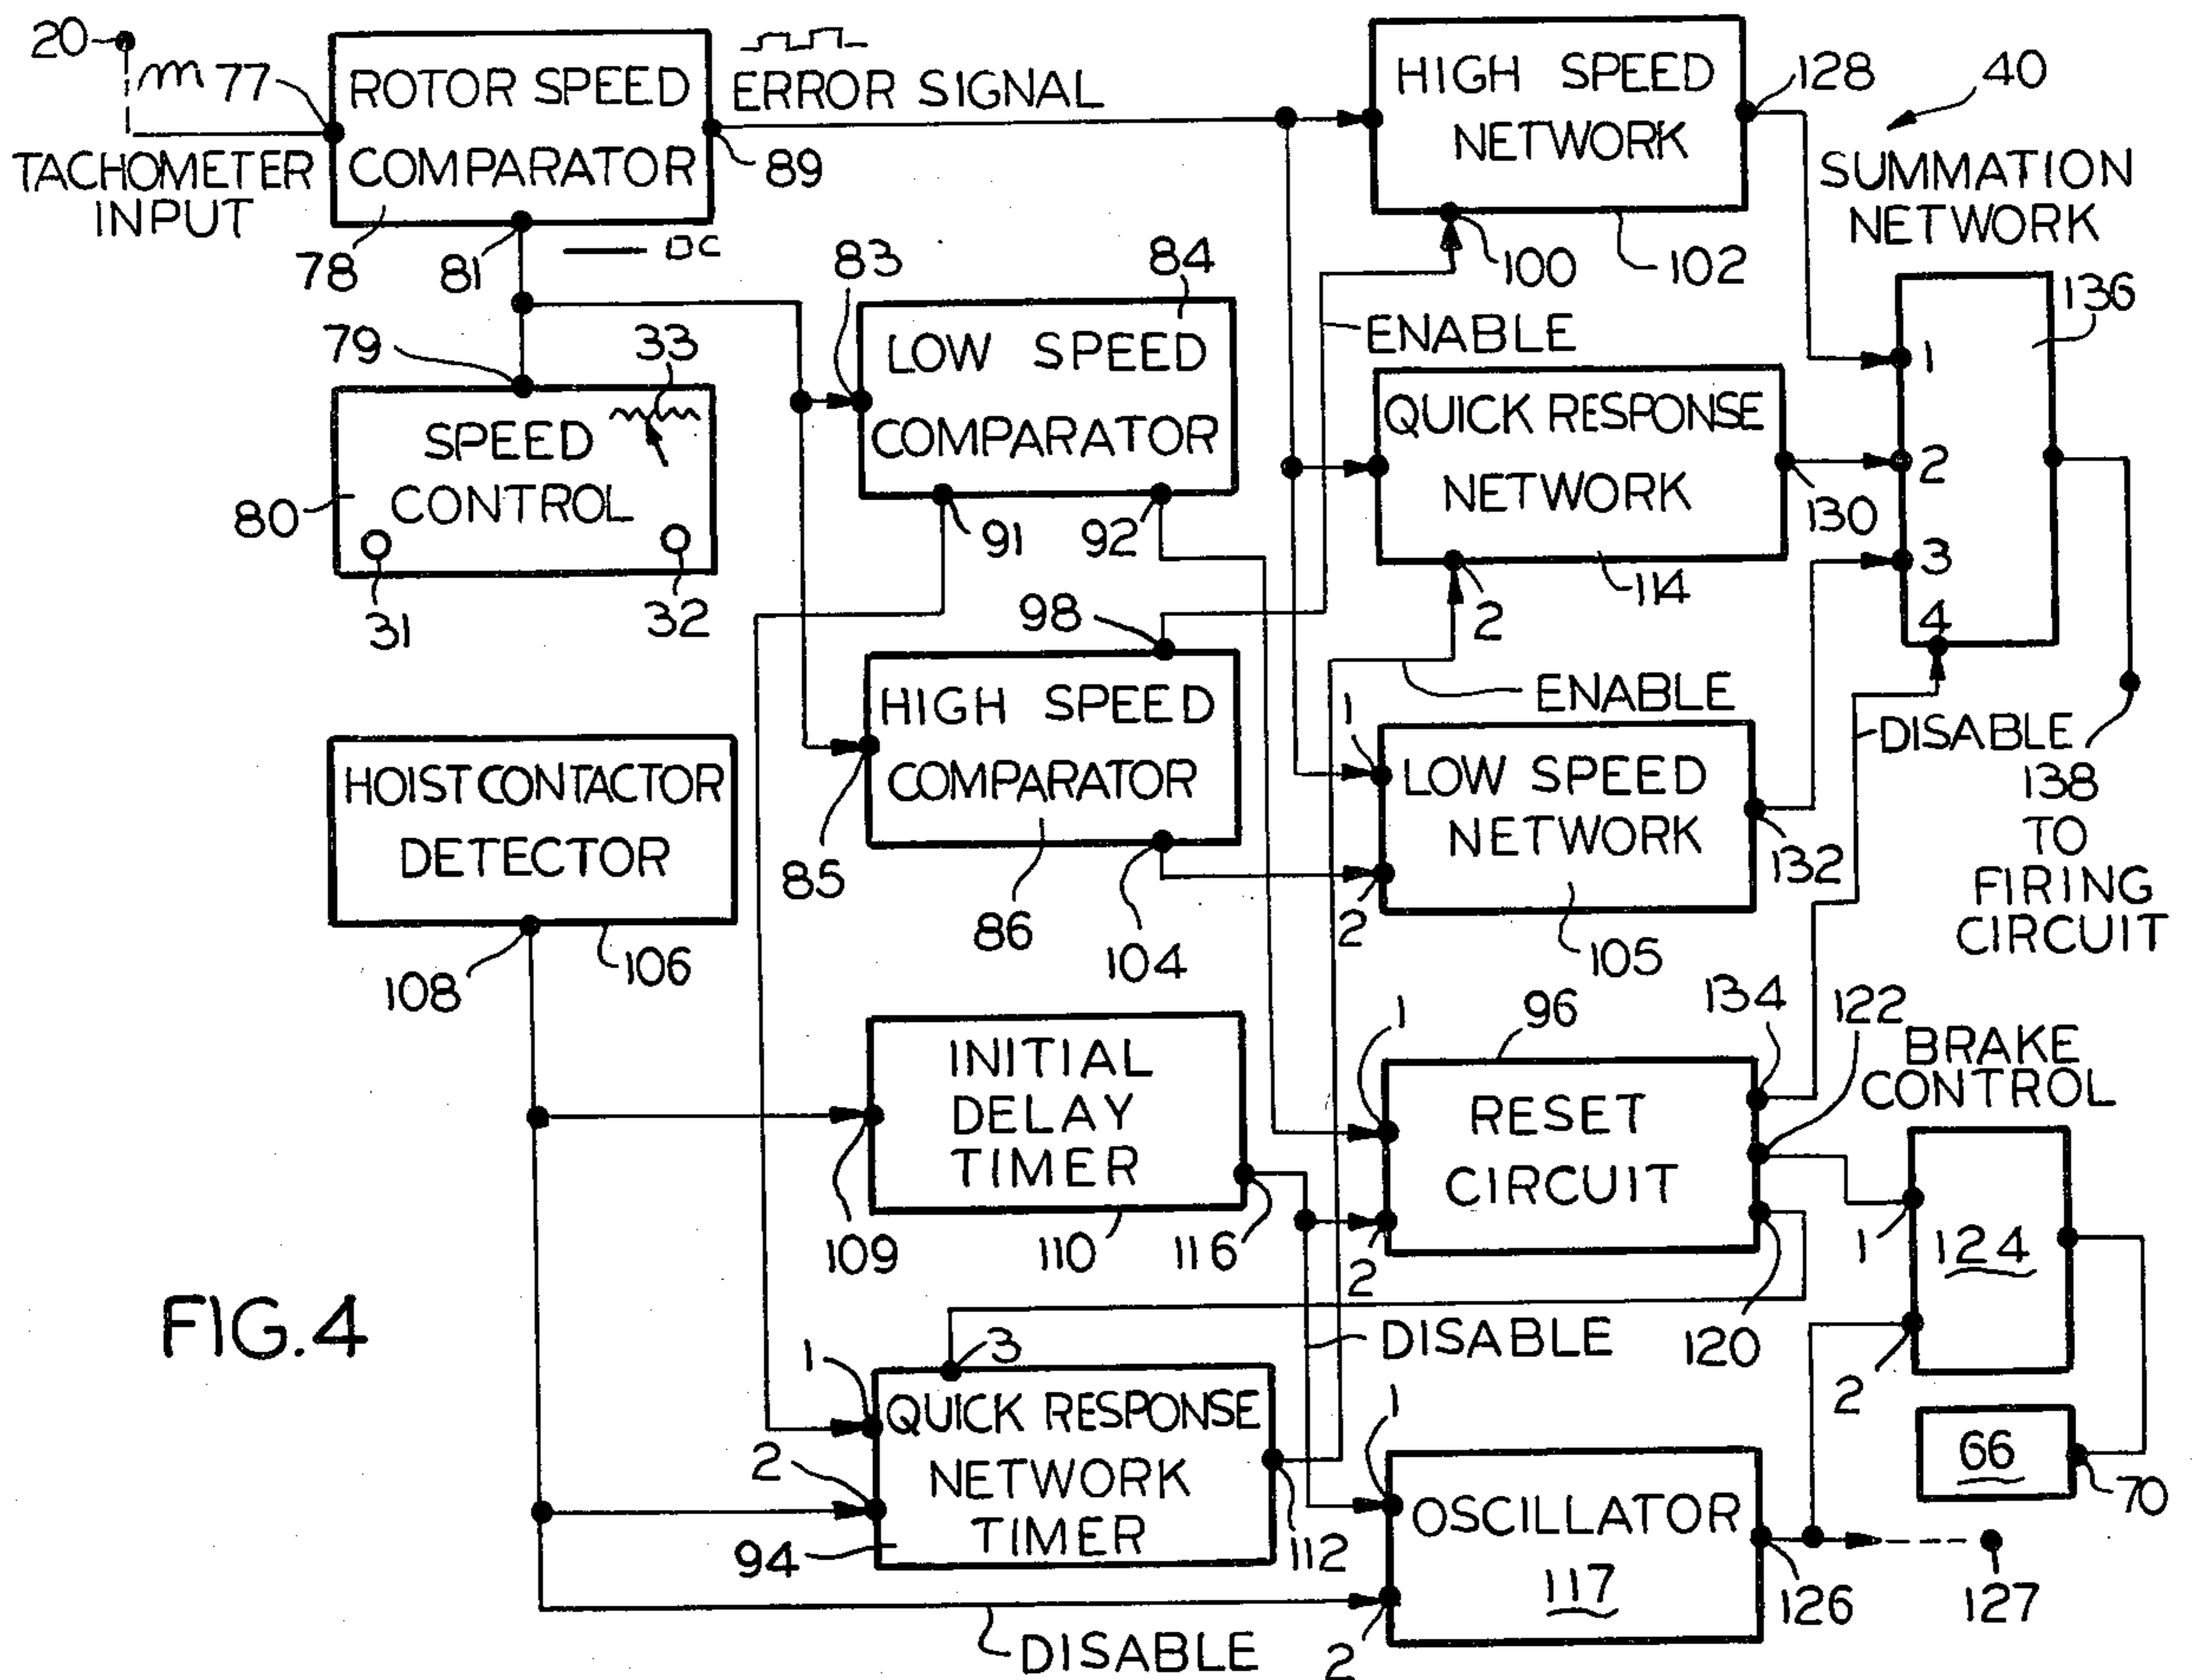 20
m 77
TACHOMETER
INPUT
ROTOR SPEED
COMPARATOR
78
81
DC
89
ERROR SIGNAL
HIGH SPEED
NETWORK
128
40
100
102
SUMMATION
NETWORK
136
1
2
3
4
79
33
SPEED
CONTROL
80
31
32
83
84
LOW SPEED
COMPARATOR
91
92
ENABLE
QUICK RESPONSE
NETWORK
130
114
2
ENABLE
98
HIGH SPEED
COMPARATOR
85
86
104
1
LOW SPEED
NETWORK
132
2
105
DISABLE
138
TO
FIRING
CIRCUIT
HOIST CONTACTOR
DETECTOR
108
106
INITIAL
DELAY
TIMER
109
110
116
1
96
134
122
RESET
CIRCUIT
2
120
BRAKE
CONTROL
1
124
2
66
70
FIG. 4
DISABLE
1
3
QUICK RESPONSE
NETWORK
TIMER
2
94
112
1
OSCILLATOR
117
2
126
127
DISABLE